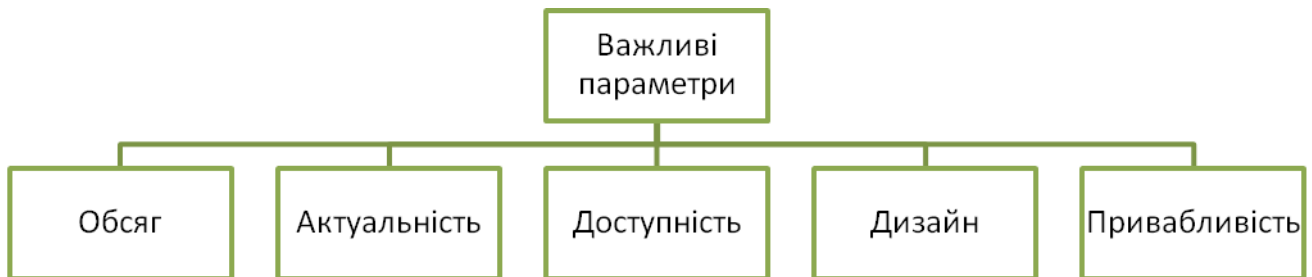 Важливі
параметри
Обсяг
Актуальність
Доступність
Дизайн
Привабливість